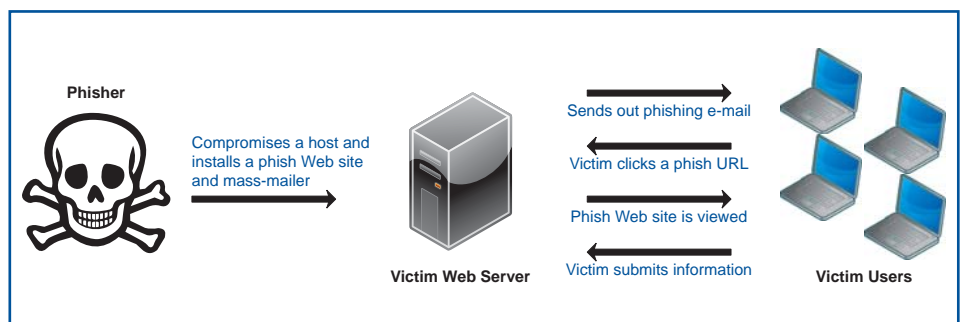 Phisher
Compromises a host and
installs a phish Web site
and mass-mailer
Victim Web Server
Sends out phishing e-mail
Victim clicks a phish URL
Phish Web site is viewed
Victim submits information
Victim Users